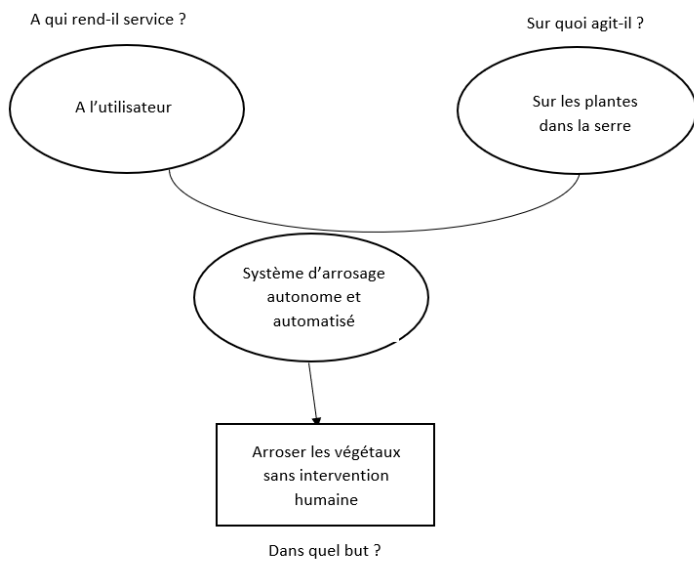 A qui rend-il service ?
Sur quoi agit-il ?
A l’utilisateur
Sur les plantes
dans la serre
Système d’arrosage
autonome et
automatisé
Arroser les végétaux
sans intervention
humaine
Dans quel but ?